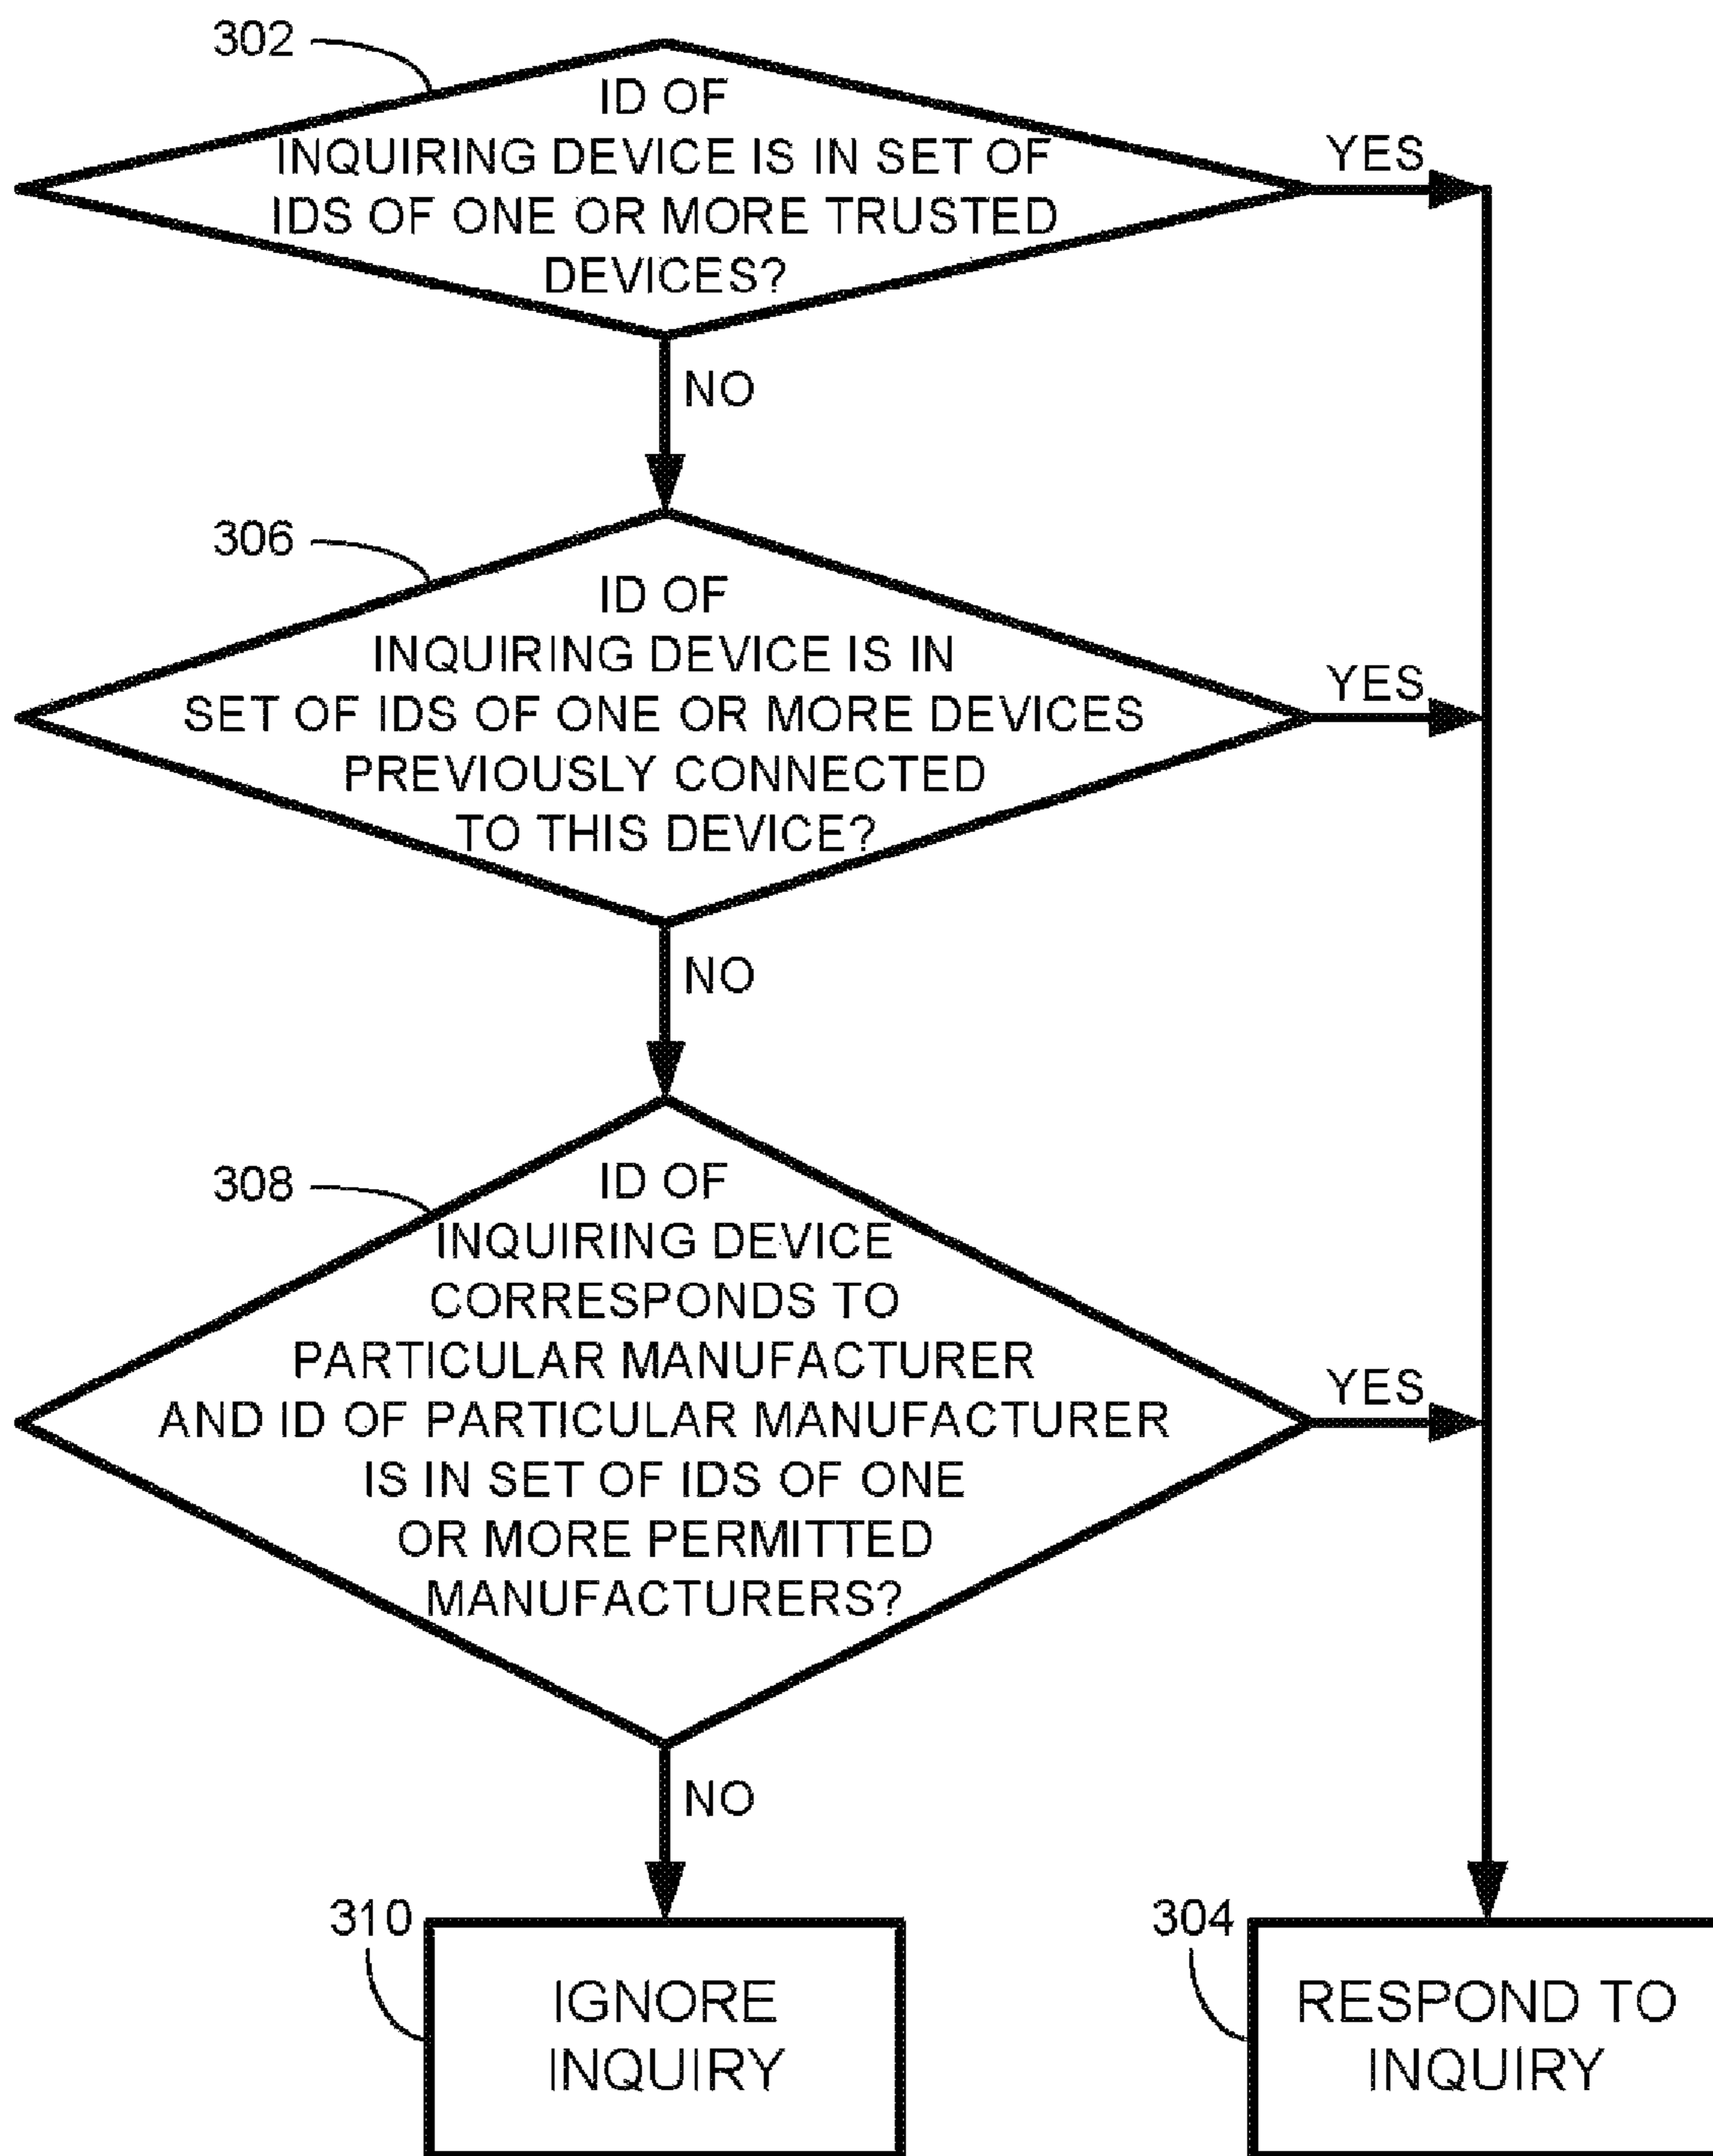 302
ID OF
INQUIRING DEVICE IS IN SET OF
IDS OF ONE OR MORE TRUSTED
DEVICES?
YES
NO
306
ID OF
INQUIRING DEVICE IS IN
SET OF IDS OF ONE OR MORE DEVICES
PREVIOUSLY CONNECTED
TO THIS DEVICE?
YES
NO
308
ID OF
INQUIRING DEVICE
CORRESPONDS TO
PARTICULAR MANUFACTURER
AND ID OF PARTICULAR MANUFACTURER
IS IN SET OF IDS OF ONE
OR MORE PERMITTED
MANUFACTURERS?
YES
NO
310
IGNORE
INQUIRY
304
RESPOND TO
INQUIRY